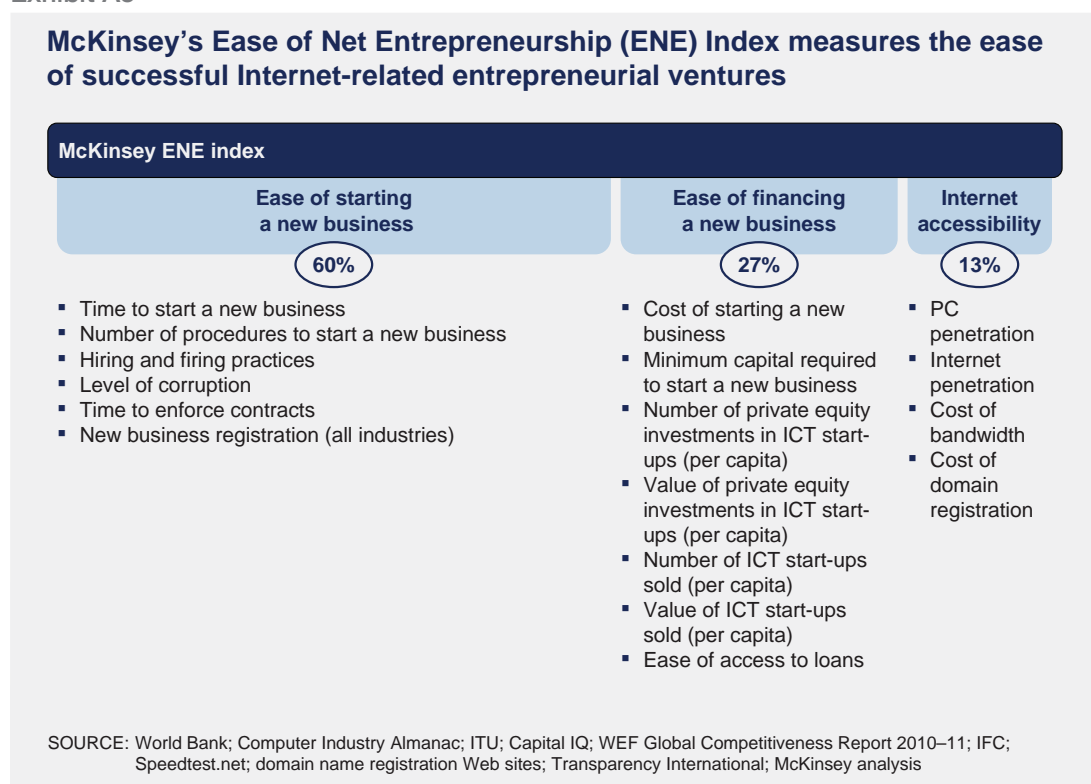 McKinsey's Ease of Net Entrepreneurship (ENE) Index measures the ease
of successful Internet-related entrepreneurial ventures
McKinsey ENE index
Ease of starting
a new business
60%
▪ Time to start a new business
▪ Number of procedures to start a new business
▪ Hiring and firing practices
▪ Level of corruption
▪ Time to enforce contracts
▪ New business registration (all industries)
Ease of financing
a new business
27%
▪ Cost of starting a new
business
▪ Minimum capital required
to start a new business
▪ Number of private equity
investments in ICT start-
ups (per capita)
▪ Value of private equity
investments in ICT start-
ups (per capita)
▪ Number of ICT start-ups
sold (per capita)
▪ Value of ICT start-ups
sold (per capita)
▪ Ease of access to loans
Internet
accessibility
13%
▪ PC
penetration
▪ Internet
penetration
▪ Cost of
bandwidth
▪ Cost of
domain
registration
SOURCE: World Bank; Computer Industry Almanac; ITU; Capital IQ; WEF Global Competitiveness Report 2010–11; IFC;
Speedtest.net; domain name registration Web sites; Transparency International; McKinsey analysis